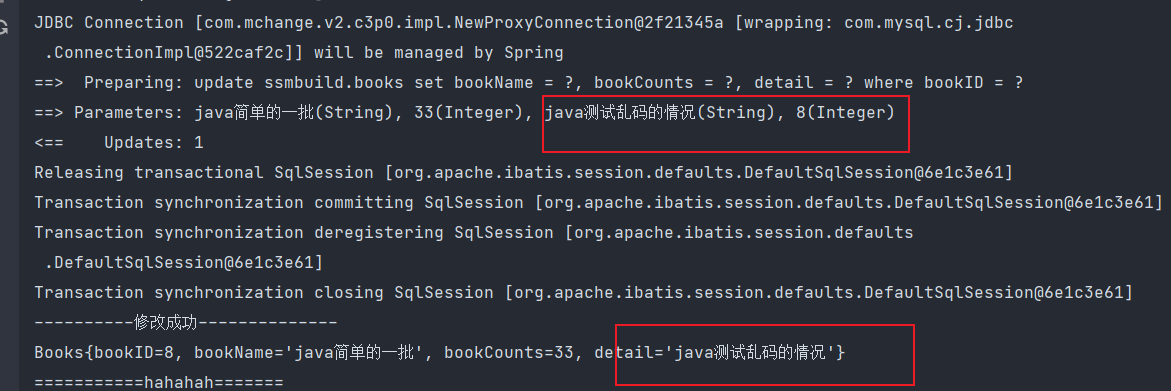 JDBC Connection [com.mchange.v2.c3p0.impl.NewProxyConnection@2f21345a [wrapping: com.mysql.cj.jdbc
.ConnectionImpl@522caf2c]] will be managed by Spring
==>  Preparing: update ssmbuild.books set bookName = ?, bookCounts = ?, detail = ? where bookID = ?
==> Parameters: java简单的一批(String), 33(Integer), java测试乱码的情况(String), 8(Integer)
<==    Updates: 1
Releasing transactional SqlSession [org.apache.ibatis.session.defaults.DefaultSqlSession@6e1c3e61]
Transaction synchronization committing SqlSession [org.apache.ibatis.session.defaults.DefaultSqlSession@6e1c3e61]
Transaction synchronization deregistering SqlSession [org.apache.ibatis.session.defaults
.DefaultSqlSession@6e1c3e61]
Transaction synchronization closing SqlSession [org.apache.ibatis.session.defaults.DefaultSqlSession@6e1c3e61]
----------修改成功--------------
Books{bookID=8, bookName='java简单的一批', bookCounts=33, detail='java测试乱码的情况'}
===========hahahah=======